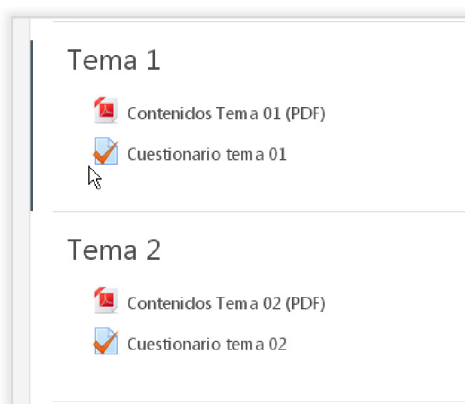 Tema 1
Contenidos Tema 01 (PDF)
Cuestionario tema 01
Tema 2
Contenidos Tema 02 (PDF)
Cuestionario tema 02